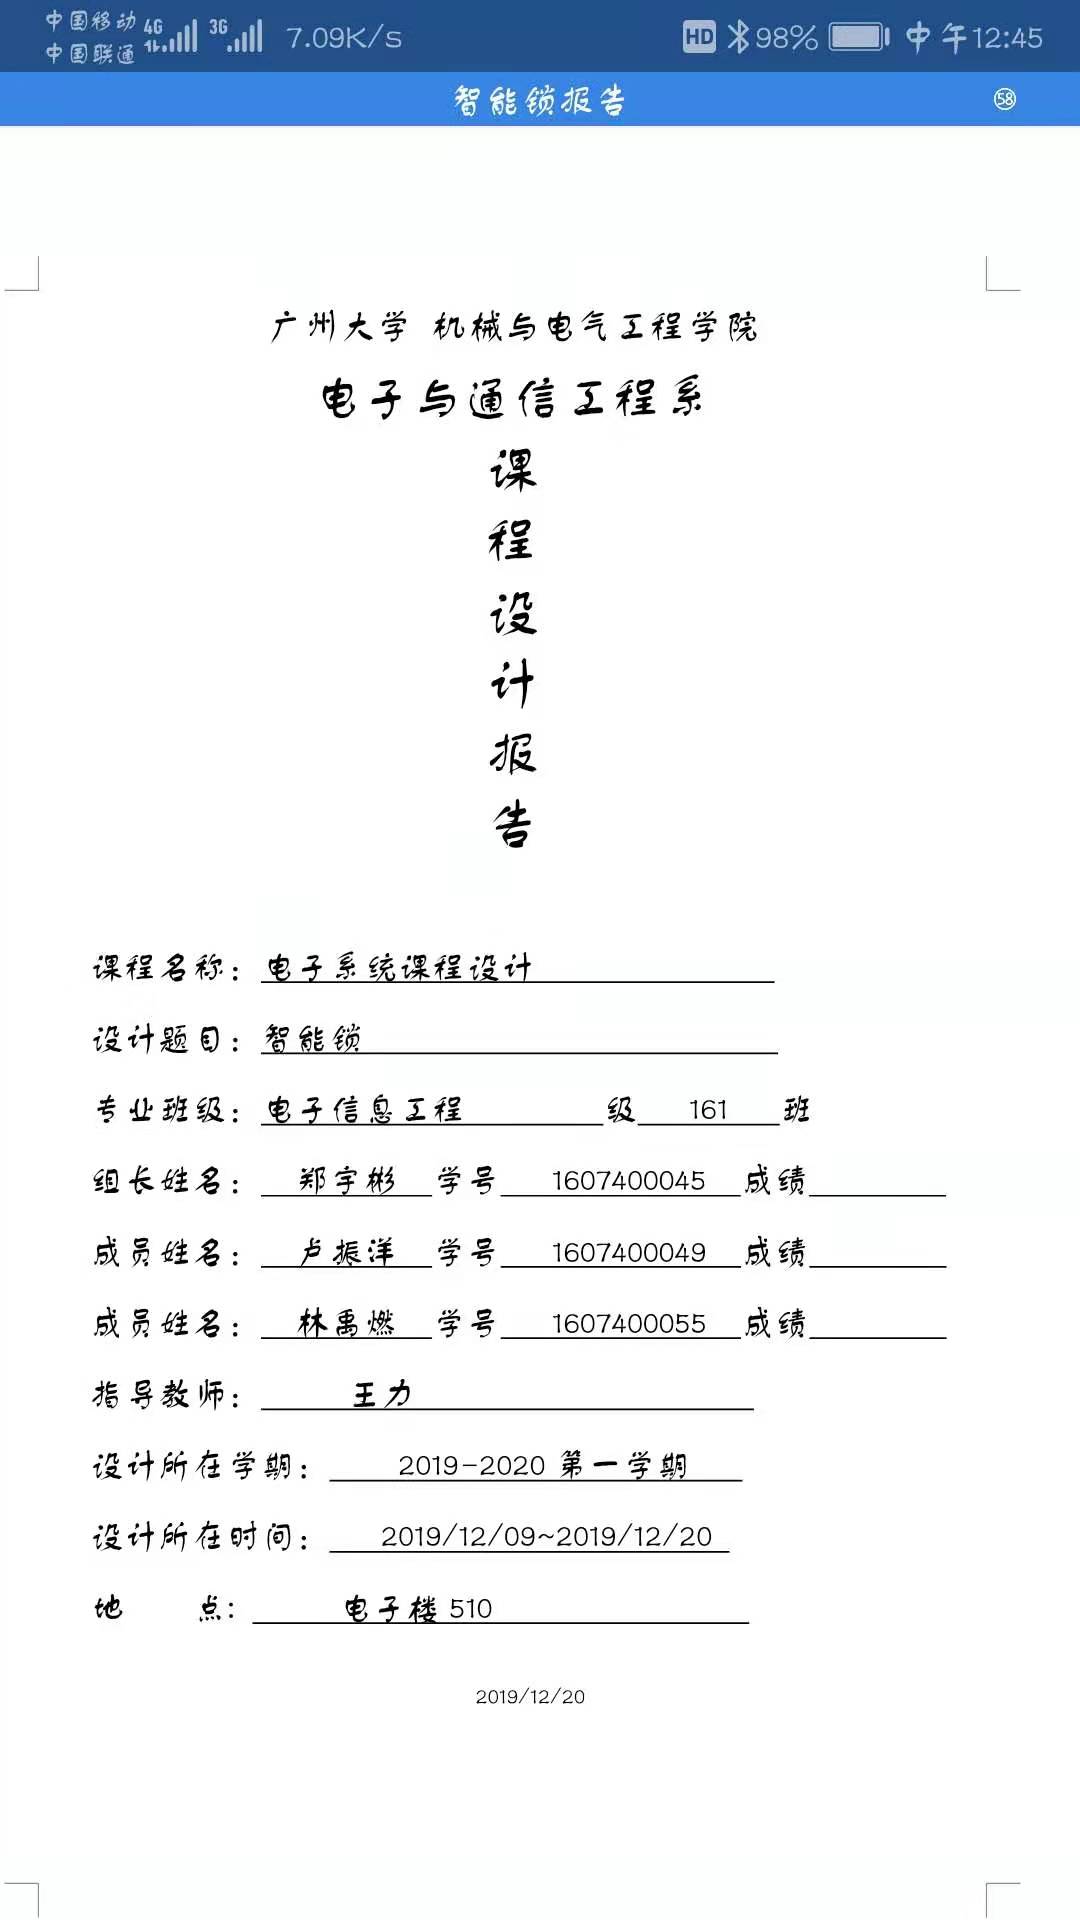 中国移动 4G 3G 7.09K/s HD 98% 中午12:45
中国联通
智能锁报告 58
广州大学 机械与电气工程学院
电子与通信工程系
课
程
设
计
报
告
课程名称：电子系统课程设计
设计题目：智能锁
专业班级：电子信息工程 级 161 班
组长姓名： 郑宇彬 学号 1607400045 成绩
成员姓名： 卢振洋 学号 1607400049 成绩
成员姓名： 林禹燃 学号 1607400055 成绩
指导教师： 王力
设计所在学期： 2019-2020 第一学期
设计所在时间： 2019/12/09~2019/12/20
地 点： 电子楼 510
2019/12/20